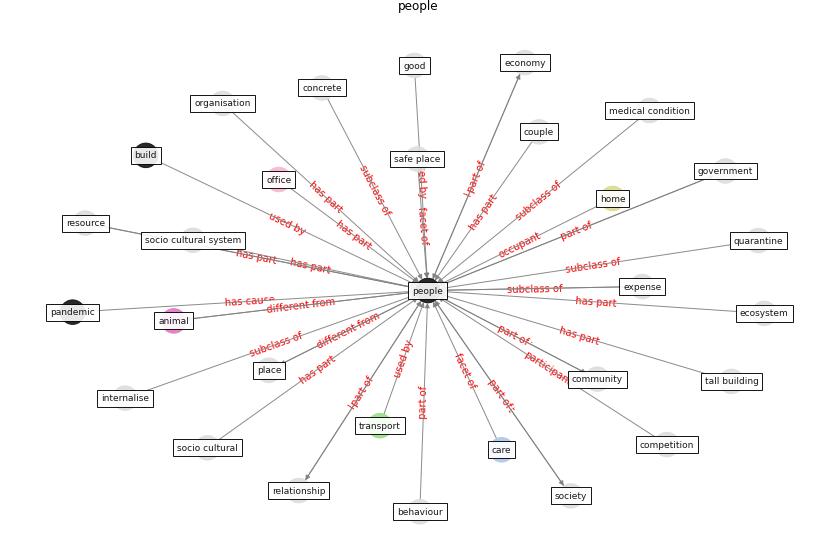 people
economy
good
concrete
medical condition
organisation
couple
build
safe place
government
office
part of
ed by
subclass of
has part
has part
subclass of
home
facet of
resource
used by
has part
part of
socio cultural system
occupant
quarantine
has part
has part
subclass of
people
expense
subclass of
pandemic
has cause
different from
has part
ecosystem
animal
different from
has part
subclass of
part of
place
used by
facet of
participan
community
tall building
internalise
has part
part of
part of
part of
transport
competition
socio cultural
care
relationship
society
behaviour